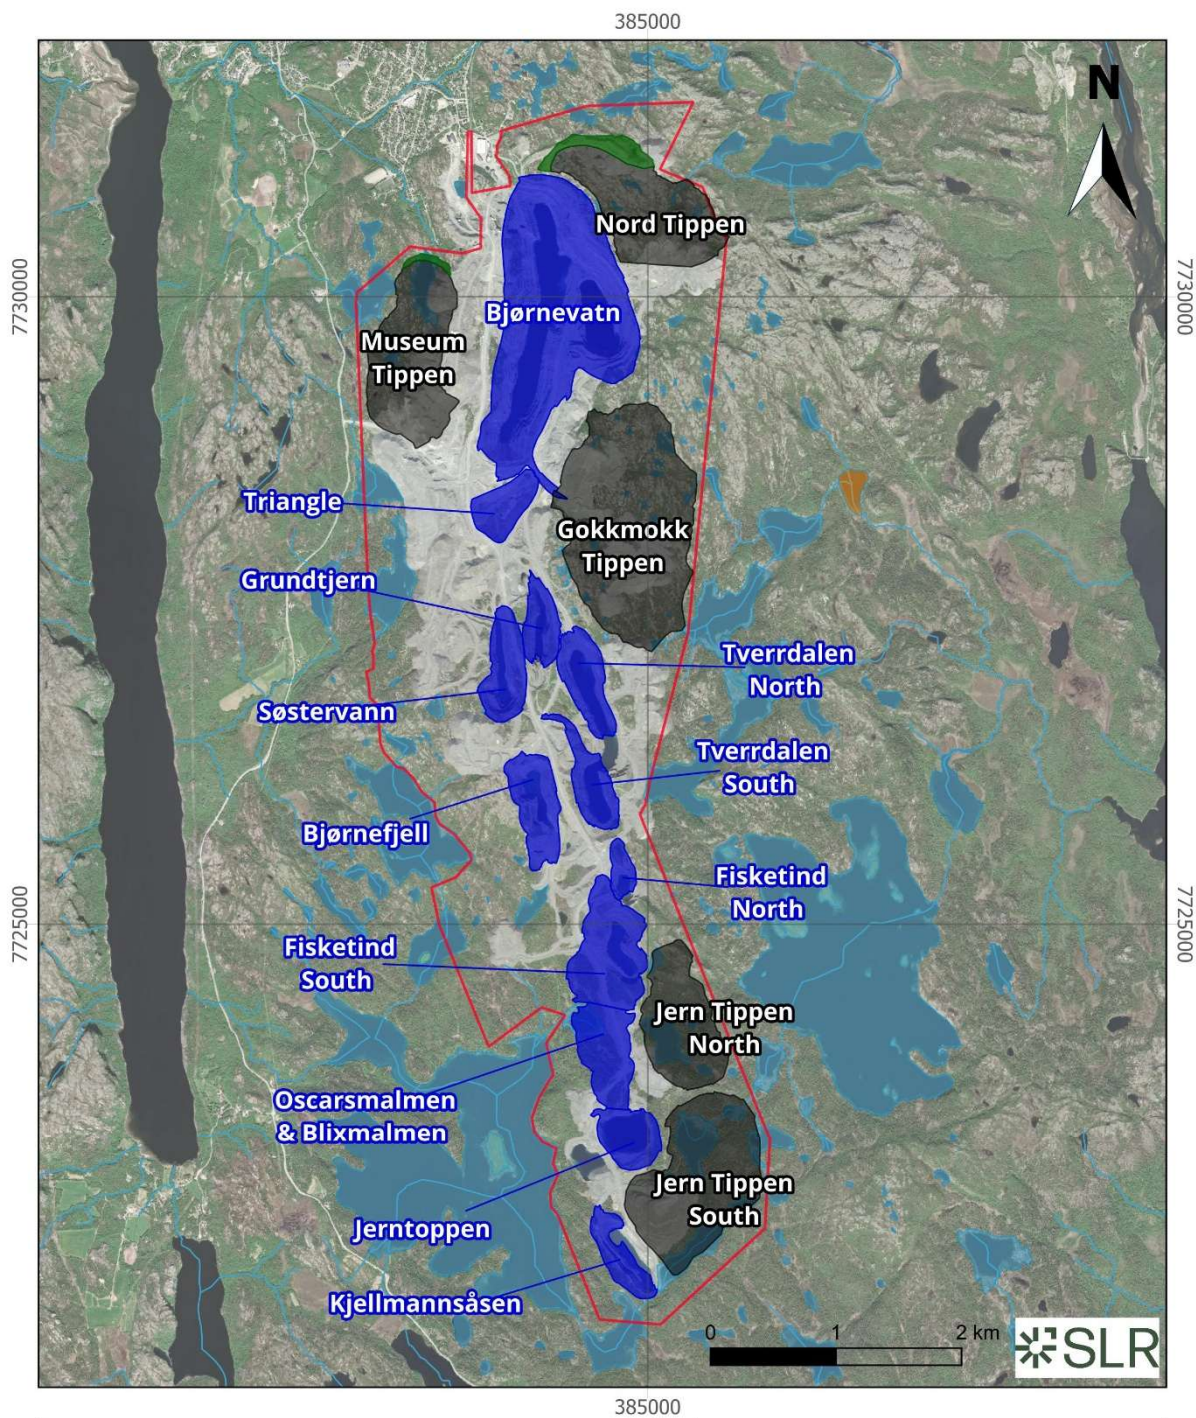 385000
N
Nord Tippen
7730000
7730000
Bjørnevatn
Museum
Tippen
Triangle
Gokkmokk
Tippen
Grundtjern
Tverrdalen
North
Søstervann
Tverrdalen
South
Bjørnefjell
Fisketind
North
7725000
7725000
Fisketind
South
Jern Tippen
North
Oscarsmalmen
& Blixmalmen
Jern Tippen
South
Jerntoppen
Kjellmannsåsen
0 1 2 km
SLR
385000